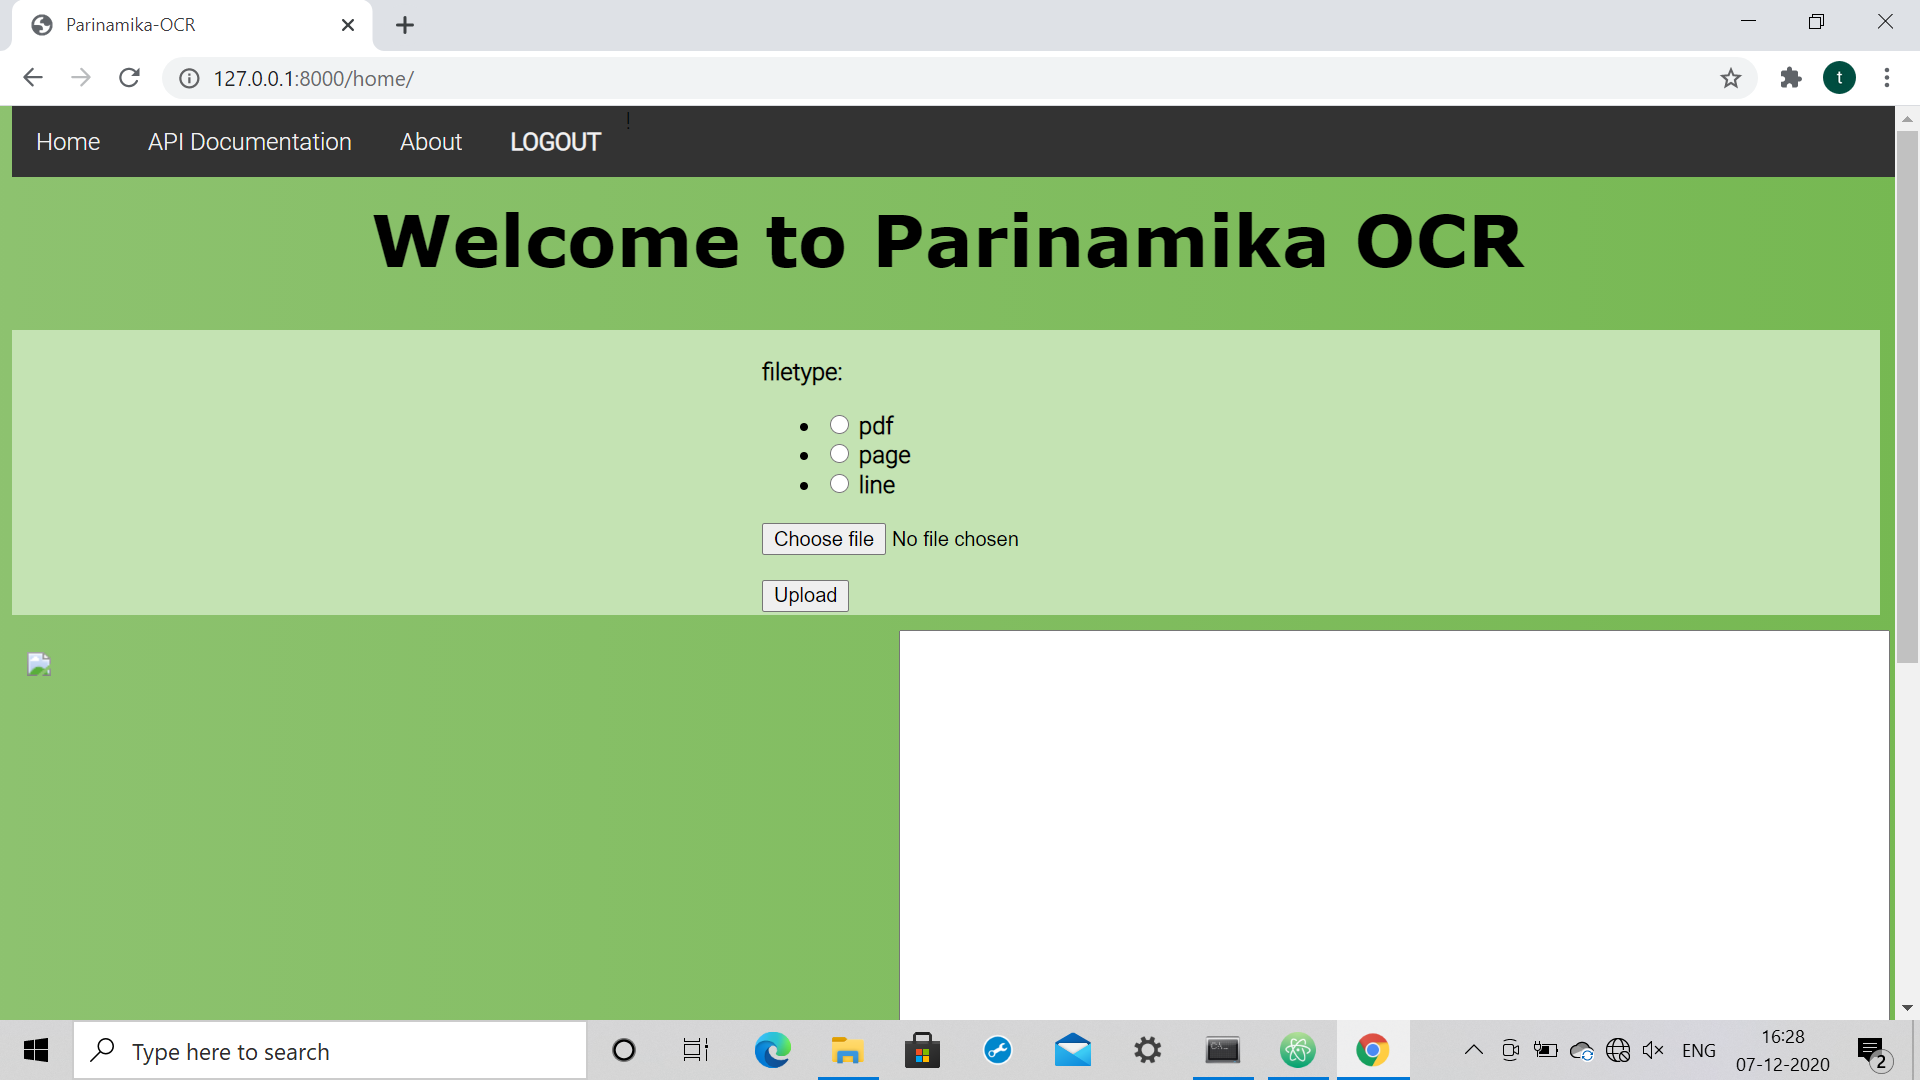 Parinamika-OCR
127.0.0.1:8000/home/
t
Home API Documentation About LOGOUT !
Welcome to Parinamika OCR
filetype:
pdf
page
line
Choose file No file chosen
Upload
Type here to search
ENG
16:28
07-12-2020
2